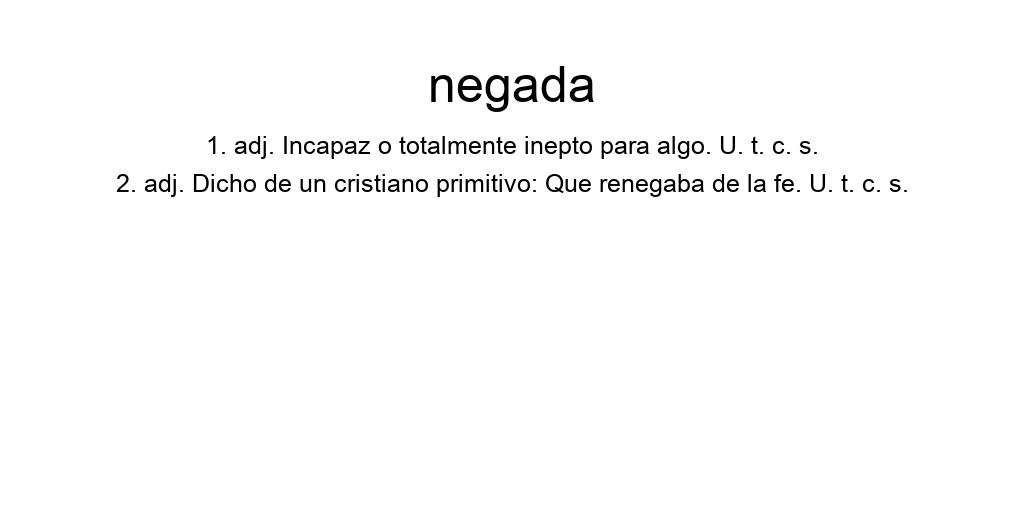 negada
1. adj. Incapaz o totalmente inepto para algo. U. t. c. s.
2. adj. Dicho de un cristiano primitivo: Que renegaba de la fe. U. t. c. s.